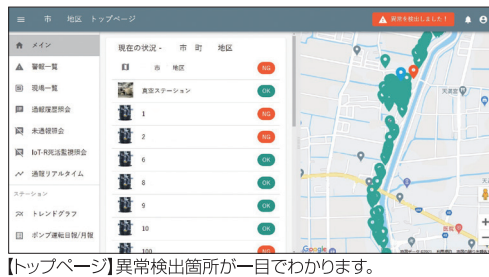 市 地区 トップページ
異常を検出しました!
メイン
警報一覧
現場一覧
過報履歴照会
未通報照会
IoT-R死活監視照会
通報リアルタイム
ステーション
トレンドグラフ
ポンプ運転日報/月報
現在の状況 - 市 町 地区
市 地区 NG
真空ステーション OK
1 NG
2 NG
6 OK
8 OK
9 OK
10 OK
100 NG
Google
【トップページ】異常検出箇所が一目でわかります。